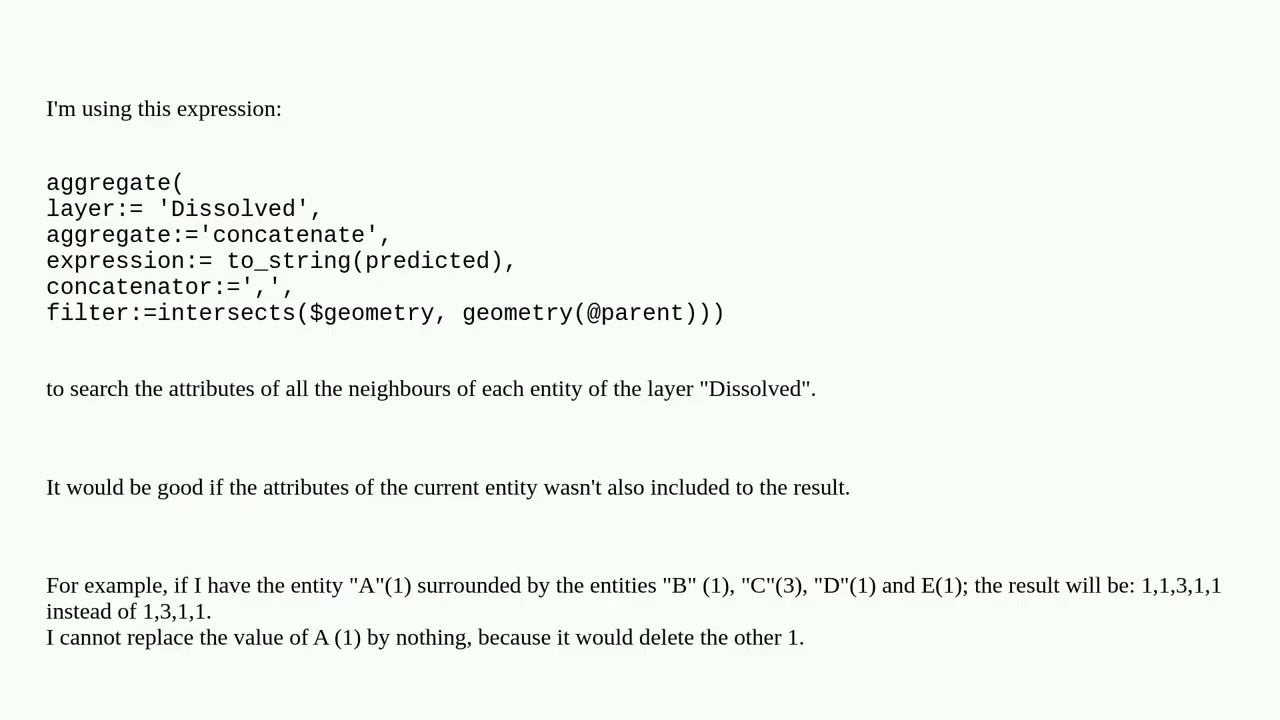 I'm using this expression:
aggregate(
layer:= 'Dissolved',
aggregate:='concatenate',
expression:= to_string(predicted),
concatenator:=',',
filter:=intersects($geometry, geometry(@parent)))
to search the attributes of all the neighbours of each entity of the layer "Dissolved".
It would be good if the attributes of the current entity wasn't also included to the result.
For example, if I have the entity "A"(1) surrounded by the entities "B" (1), "C"(3), "D"(1) and E(1); the result will be: 1,1,3,1,1
instead of 1,3,1,1.
I cannot replace the value of A (1) by nothing, because it would delete the other 1.